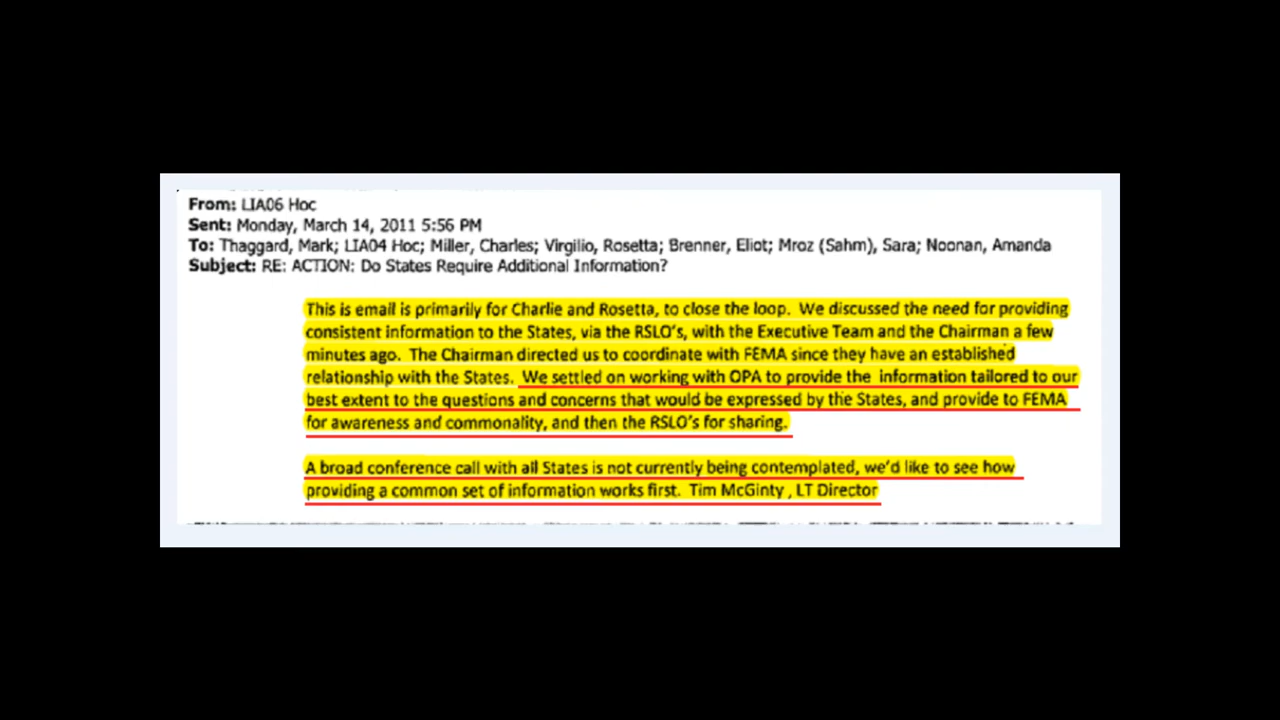 From: LIA06 Hoc
Sent: Monday, March 14, 2011 5:56 PM
To: Thaggard, Mark; LIA04 Hoc; Miller, Charles; Virgilio, Rosetta; Brenner, Eliot; Mroz (Sahm), Sara; Noonan, Amanda
Subject: RE: ACTION: Do States Require Additional Information?
This is email is primarily for Charlie and Rosetta, to close the loop. We discussed the need for providing
consistent information to the States, via the RSLO's, with the Executive Team and the Chairman a few
minutes ago. The Chairman directed us to coordinate with FEMA since they have an established
relationship with the States. We settled on working with OPA to provide the information tailored to our
best extent to the questions and concerns that would be expressed by the States, and provide to FEMA
for awareness and commonality, and then the RSLO's for sharing.
A broad conference call with all States is not currently being contemplated, we'd like to see how
providing a common set of information works first. Tim McGinty , LT Director